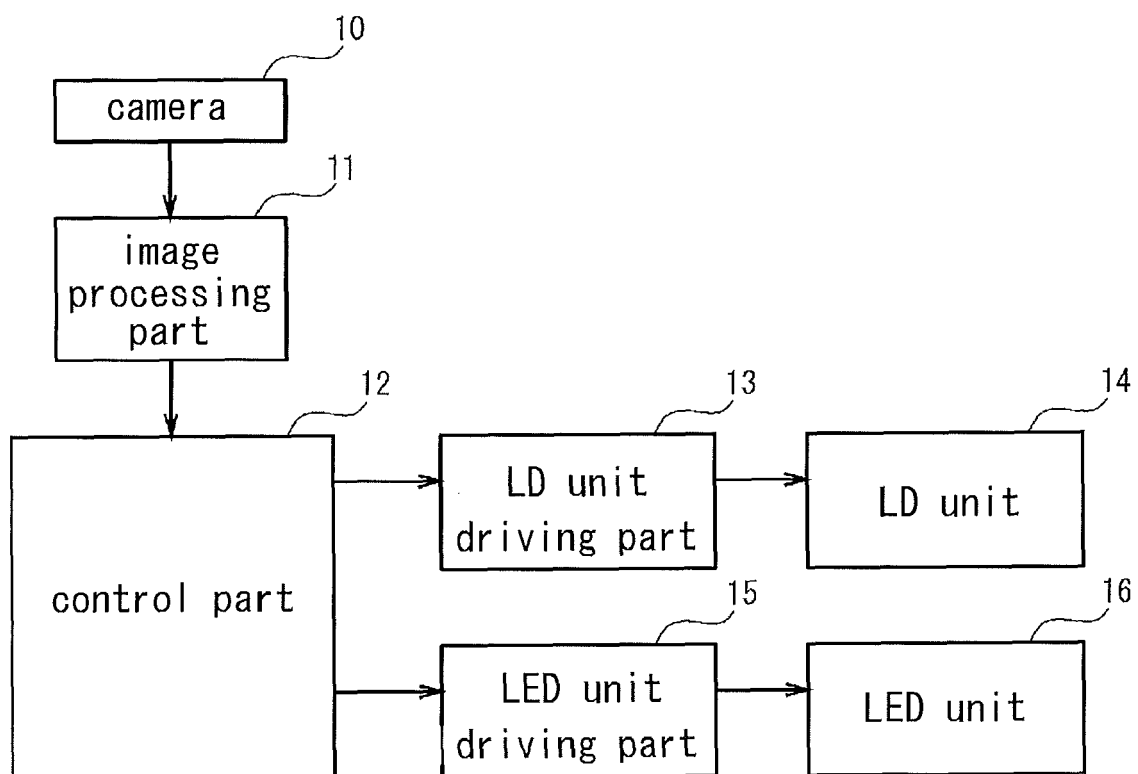 10
camera
11
image
processing
part
12
13
14
LD unit
driving part
LD unit
control part
15
16
LED unit
driving part
LED unit